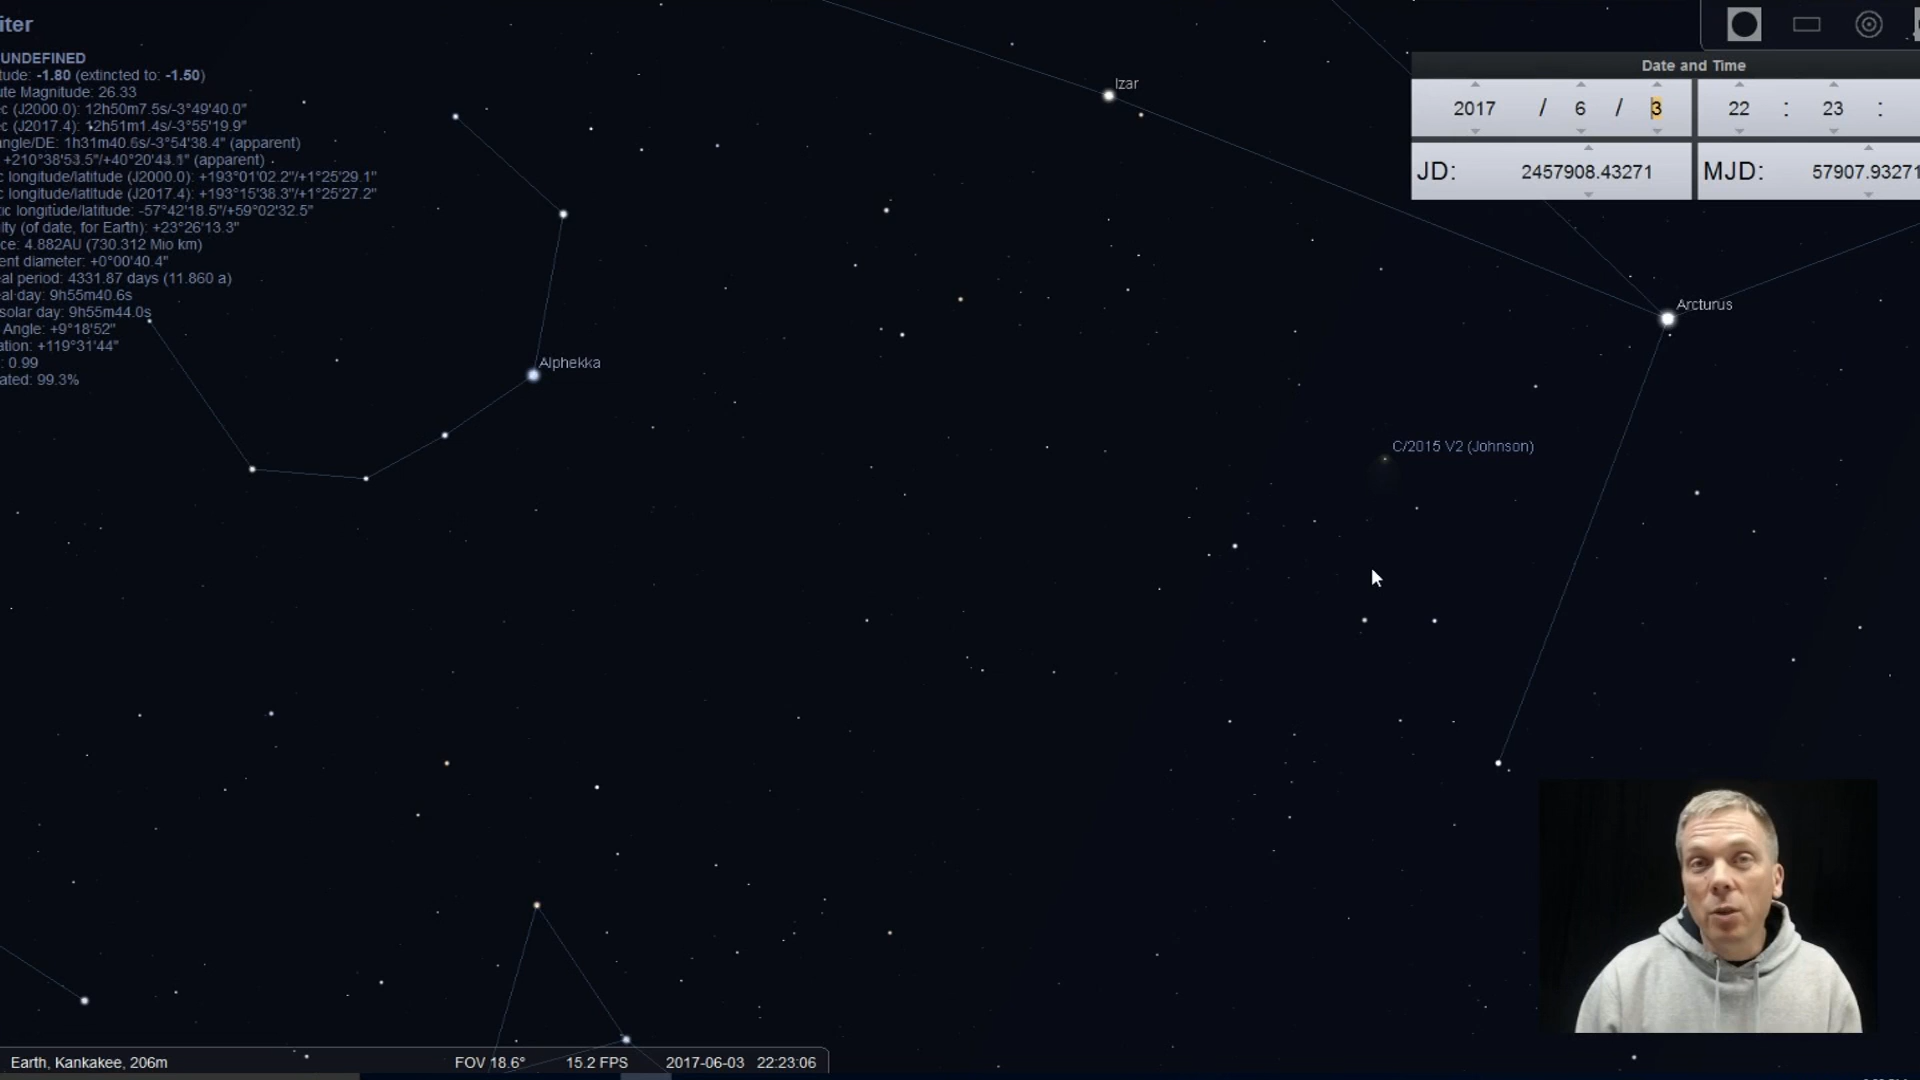 iter
UNDEFINED
tude: -1.80 (extincted to: -1.50)
ute Magnitude: 26.33
c (J2000.0): 12h50m7.5s/-3°49'40.0"
c (J2017.4): 12h51m1.4s/-3°55'19.9"
angle/DE: 1h31m40.6s/-3°54'38.4" (apparent)
+210°38'53.5"/+40°20'43.1" (apparent)
c longitude/latitude (J2000.0): +193°01'02.2"/+1°25'29.1"
c longitude/latitude (J2017.4): +193°15'38.3"/+1°25'27.2"
tic longitude/latitude: -57°42'18.5"/+59°02'32.5"
ity (of date, for Earth): +23°26'13.3"
ce: 4.882AU (730.312 Mio km)
ent diameter: +0°00'40.4"
al period: 4331.87 days (11.860 a)
al day: 9h55m40.6s
solar day: 9h55m44.0s
Angle: +9°18'52"
ation: +119°31'44"
: 0.99
ated: 99.3%
Date and Time
2017 / 6 / 3 22 : 23 :
JD: 2457908.43271 MJD: 57907.93271
Izar
Arcturus
Alphekka
C/2015 V2 (Johnson)
Earth, Kankakee, 206m FOV 18.6° 15.2 FPS 2017-06-03 22:23:06